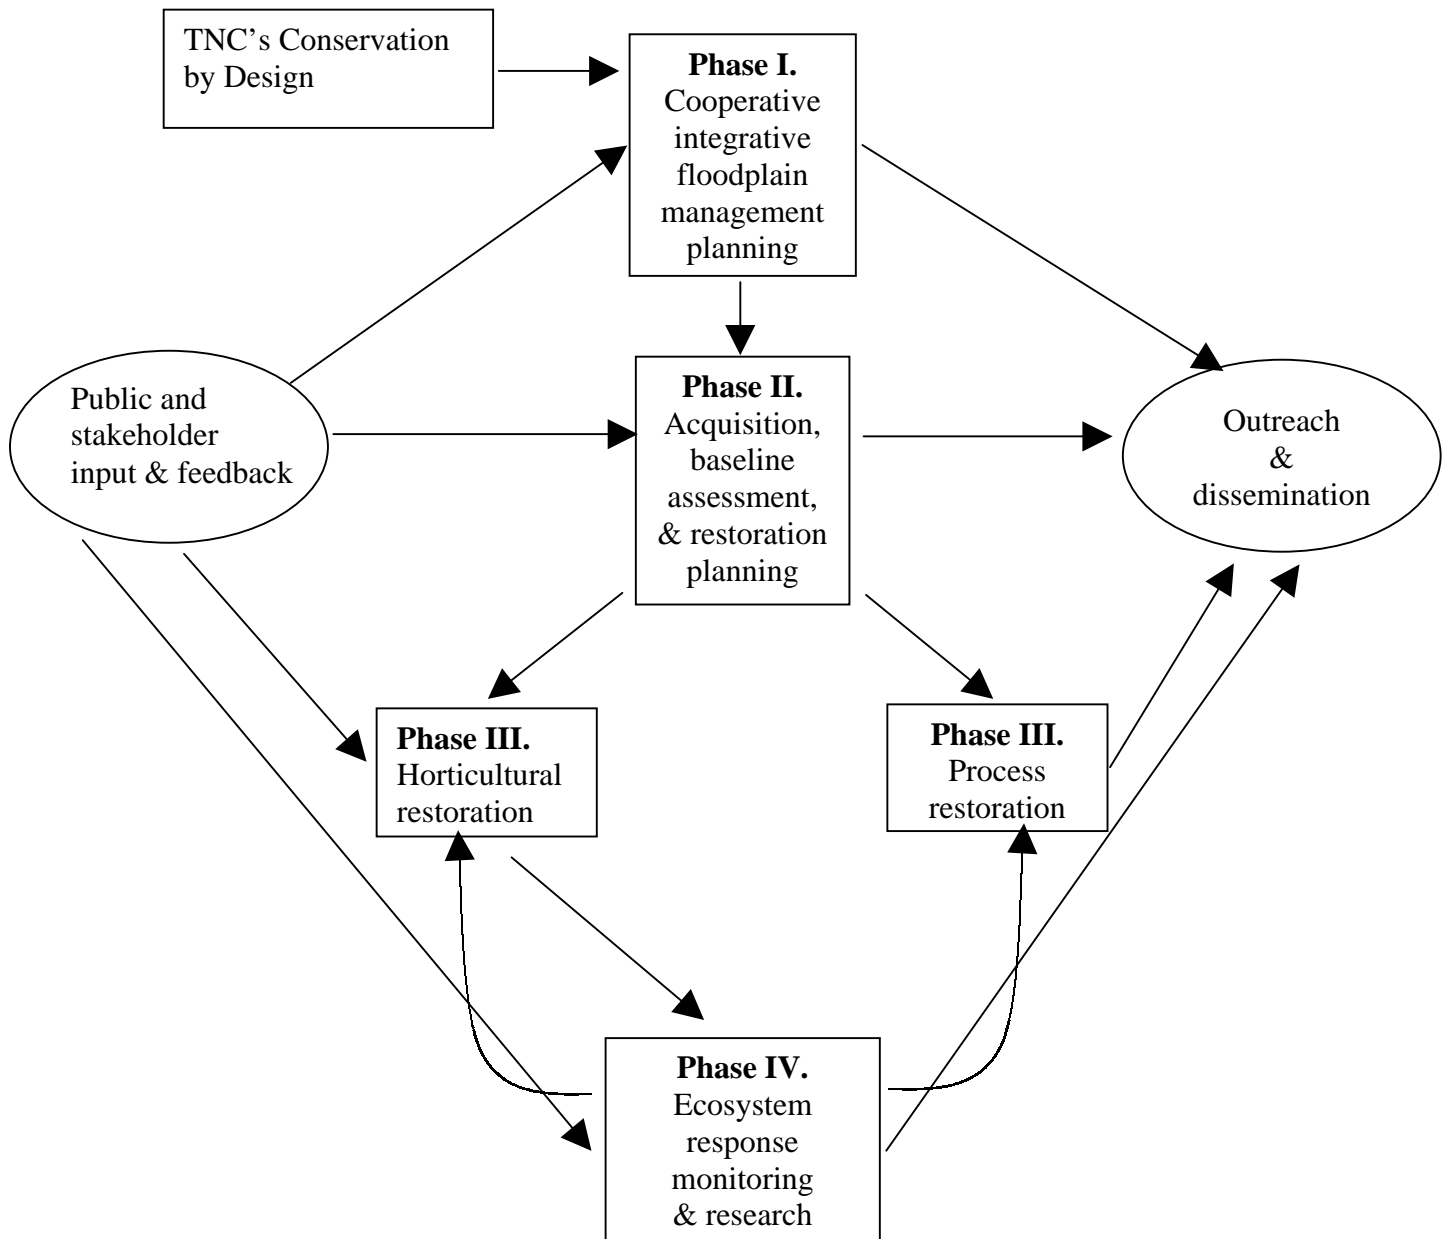 TNC’s Conservation
by Design
Phase I.
Cooperative
integrative
floodplain
management
planning
Public and
stakeholder
input & feedback
Phase II.
Acquisition,
baseline
assessment,
& restoration
planning
Outreach
&
dissemination
Phase III.
Horticultural
restoration
Phase III.
Process
restoration
Phase IV.
Ecosystem
response
monitoring
& research